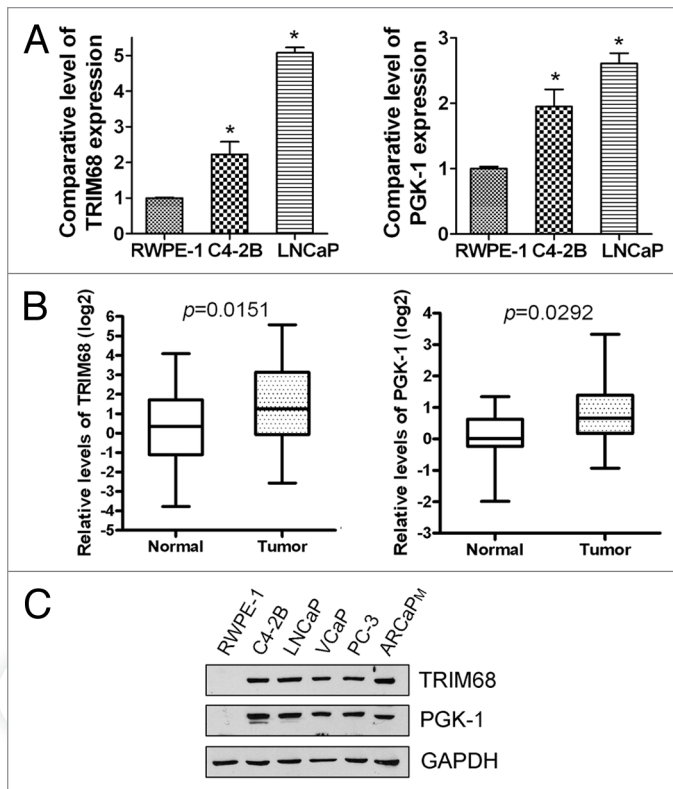 A
Comparative level of
TRIM68 expression
5
3
2
1
0
*
*
RWPE-1 C4-2B LNCaP
Comparative level of
PGK-1 expression
3
2
1
0
*
*
RWPE-1 C4-2B LNCaP
B
Relative levels of TRIM68 (log2)
6
5
4
3
2
1
0
-1
-2
-3
-4
-5
p=0.0151
Normal Tumor
Relative levels of PGK-1 (log2)
4
3
2
1
0
-1
-2
-3
p=0.0292
Normal Tumor
C
RWPE-1 C4-2B LNCaP VCaP PC-3 ARCaPM
TRIM68
PGK-1
GAPDH